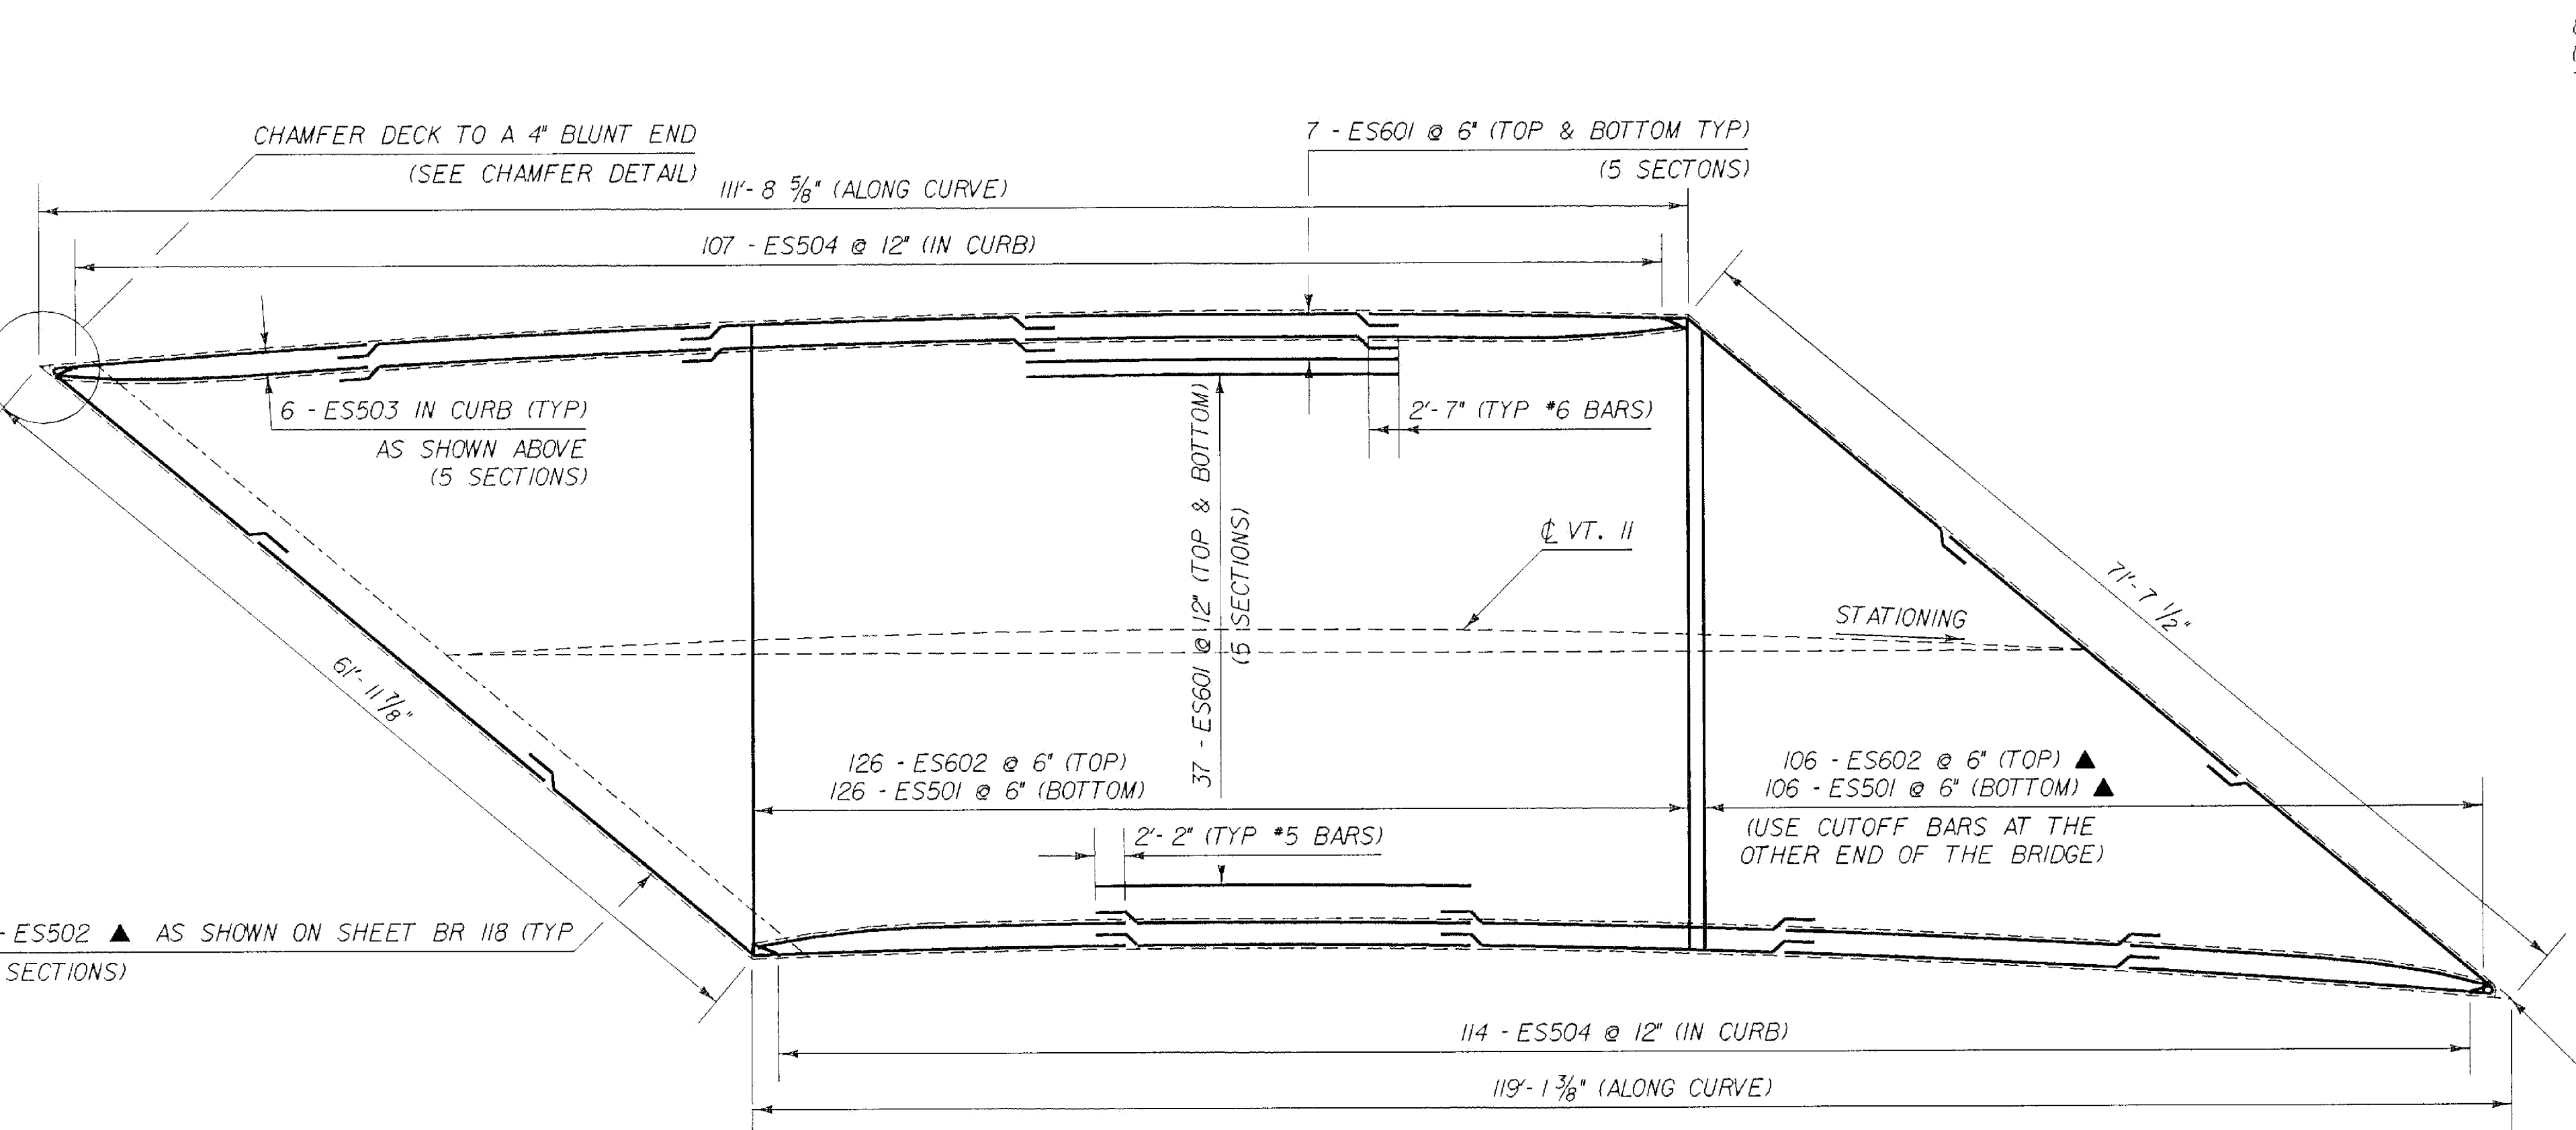 CHAMFER DECK TO A 4" BLUNT END
(SEE CHAMFER DETAIL)
7 - ES601 @ 6" (TOP & BOTTOM TYP)
(5 SECTONS)
111'- 8 5/8" (ALONG CURVE)
107 - ES504 @ 12" (IN CURB)
6 - ES503 IN CURB (TYP)
AS SHOWN ABOVE
(5 SECTIONS)
2'- 7" (TYP #6 BARS)
37 - ES601 @ 12" (TOP & BOTTOM)
(5 SECTIONS)
℄ VT. 11
STATIONING
71'- 7 1/2"
61'- 11 7/8"
126 - ES602 @ 6" (TOP)
126 - ES501 @ 6" (BOTTOM)
106 - ES602 @ 6" (TOP) ▲
106 - ES501 @ 6" (BOTTOM) ▲
(USE CUTOFF BARS AT THE
OTHER END OF THE BRIDGE)
2'- 2" (TYP #5 BARS)
- ES502 ▲ AS SHOWN ON SHEET BR 118 (TYP
SECTIONS)
114 - ES504 @ 12" (IN CURB)
119'- 1 3/8" (ALONG CURVE)